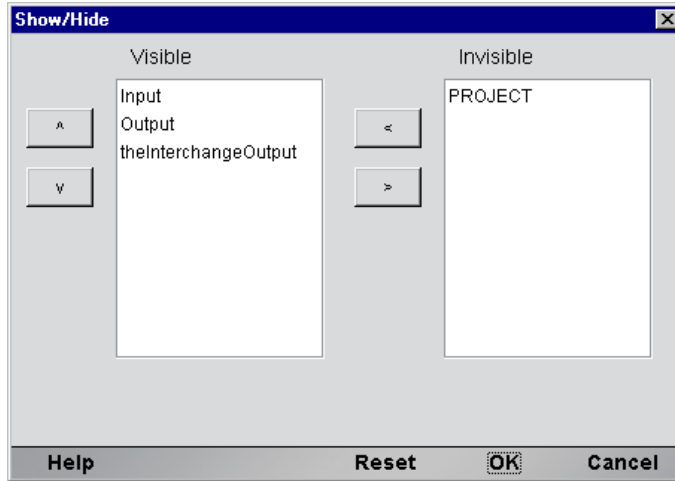 Show/Hide
Visible
Invisible
Input
Output
theInterchangeOutput
PROJECT
^
v
<
>
Help
Reset
OK
Cancel